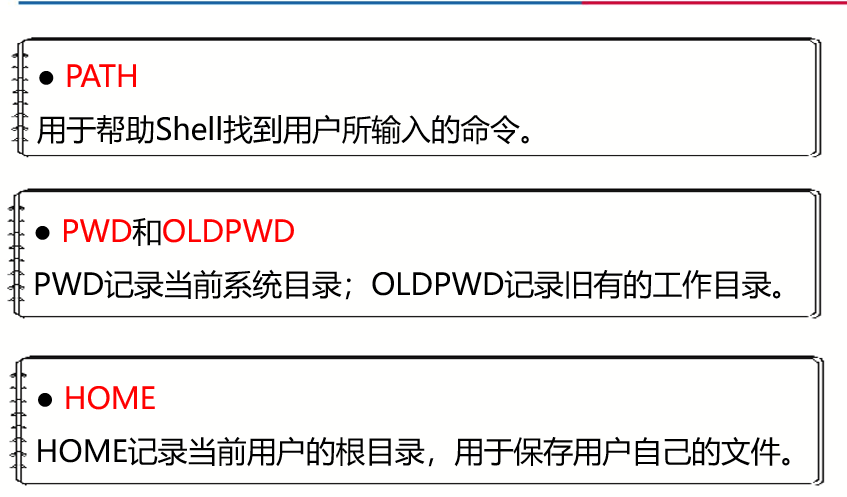 ● PATH
用于帮助Shell找到用户所输入的命令。
● PWD和OLDPWD
PWD记录当前系统目录；OLDPWD记录旧有的工作目录。
● HOME
HOME记录当前用户的根目录，用于保存用户自己的文件。